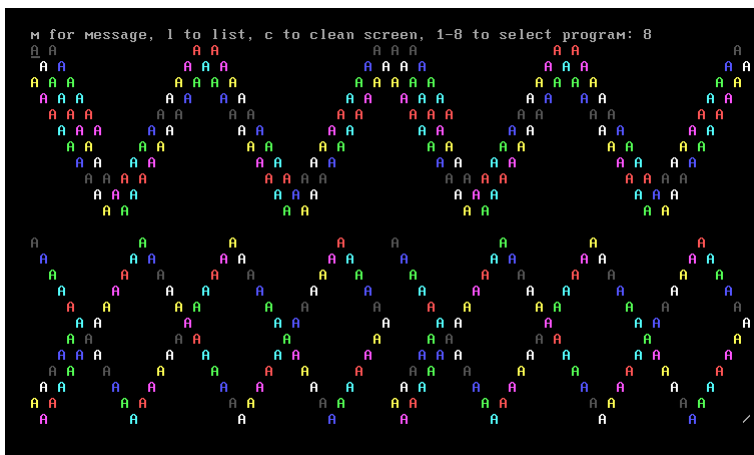 m for message, l to list, c to clean screen, 1-8 to select program: 8
A A A A A A A A A A
A A A A A A A A A A A A A A
A A A A A A A A A A A A A A A A A A
A A A A A A A A A A A A A A A A A A
A A A A A A A A A A A A A A A A A A
A A A A A A A A A A A A A A A A A A
A A A A A A A A A A A A A A A A
A A A A A A A A A A A A A A A A
A A A A A A A A A A A A A A A A
A A A A A A A A A A A A
A A A A A A A A
A A A A A A A A
A A A A A A A A A A A A A A
A A A A A A A A A A A A A A
A A A A A A A A A A A A A A
A A A A A A A A A A A A A A
A A A A A A A A A A A A
A A A A A A A A A A A A
A A A A A A A A A A A A A A A A
A A A A A A A A A A A A A A A A
A A A A A A A A A A A A A A A A
A A A A A A A A A A A A A A A A
A A A A A A A A /